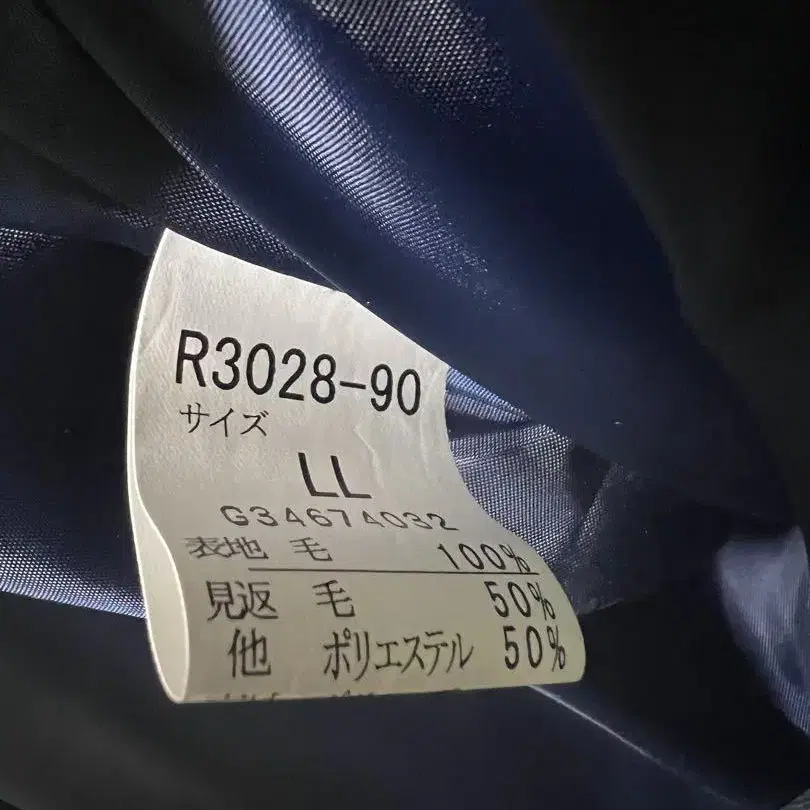 R3028-90
サイズ
LL
G34674032
表地 毛 100%
見返 毛 50%
他 ポリエステル 50%